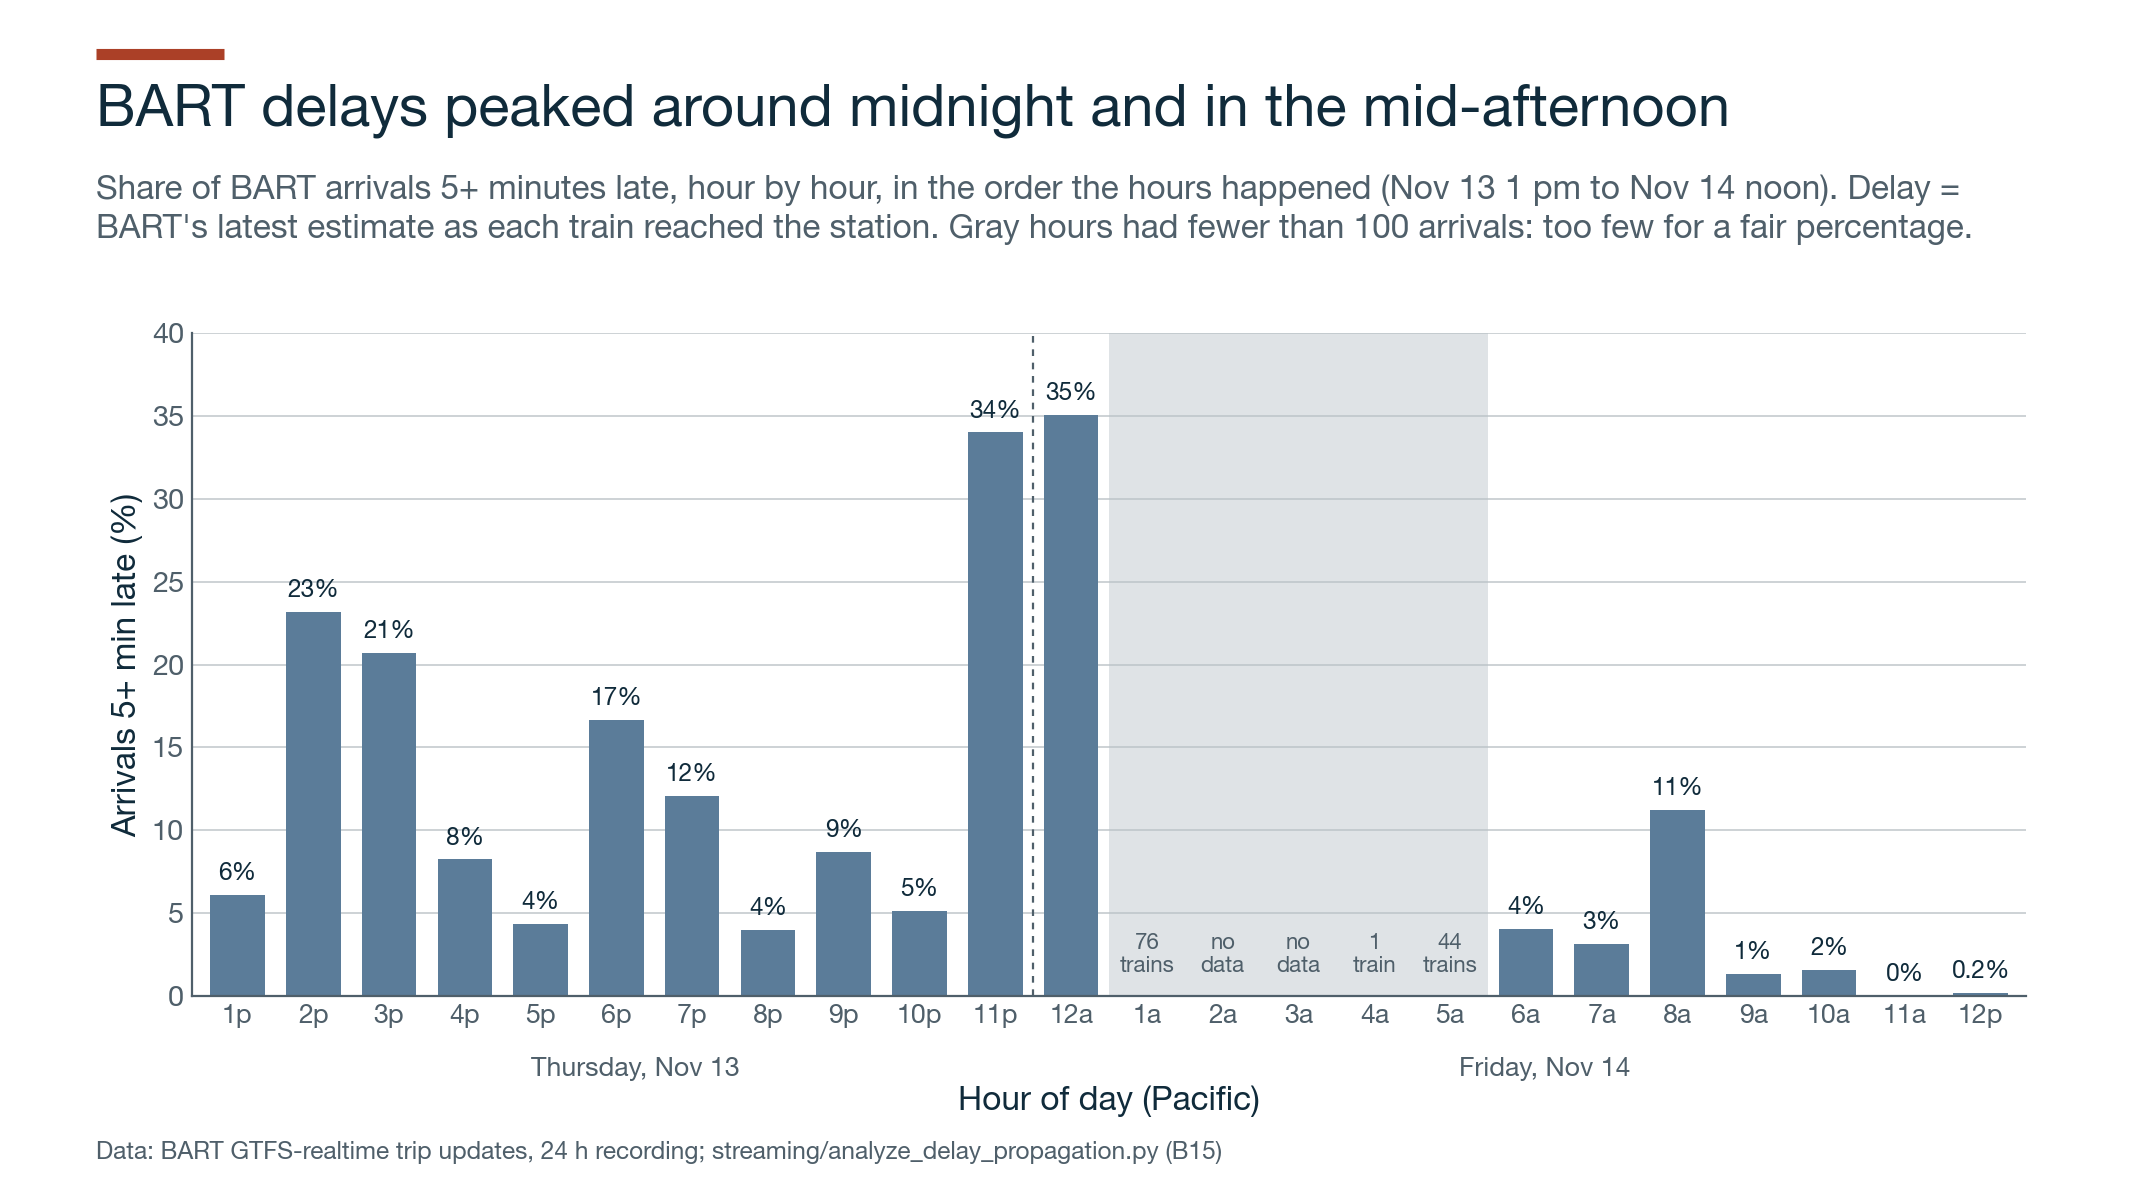 BART delays peaked around midnight and in the mid-afternoon
Share of BART arrivals 5+ minutes late, hour by hour, in the order the hours happened (Nov 13 1 pm to Nov 14 noon). Delay =
BART's latest estimate as each train reached the station. Gray hours had fewer than 100 arrivals: too few for a fair percentage.
Arrivals 5+ min late (%)
40
35
30
25
20
15
10
5
0
6% 23% 21% 8% 4% 17% 12% 4% 9% 5% 34% 35% 4% 3% 11% 1% 2% 0% 0.2%
76 no no 1 44
trains data data train trains
1p 2p 3p 4p 5p 6p 7p 8p 9p 10p 11p 12a 1a 2a 3a 4a 5a 6a 7a 8a 9a 10a 11a 12p
Thursday, Nov 13 Friday, Nov 14
Hour of day (Pacific)
Data: BART GTFS-realtime trip updates, 24 h recording; streaming/analyze_delay_propagation.py (B15)